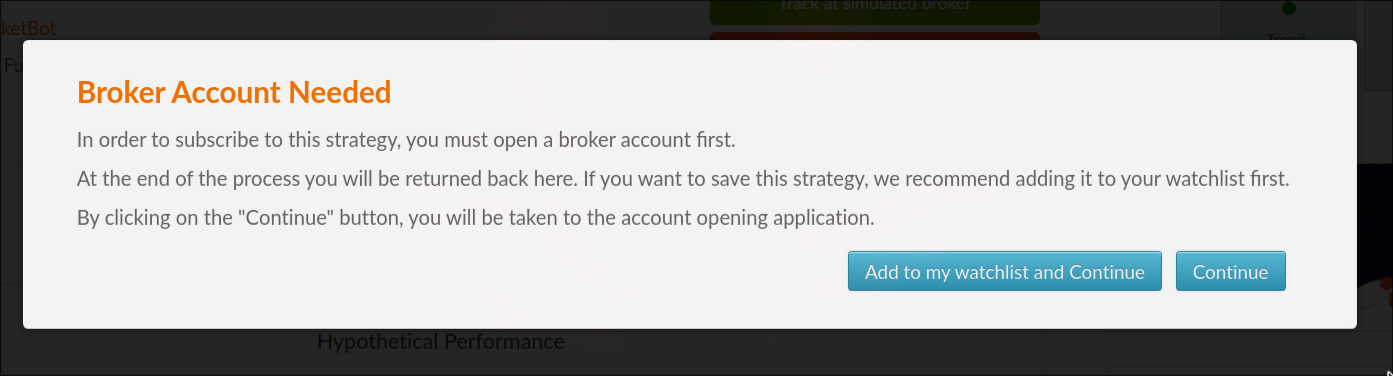 Track at simulated broker
ketBot
Trend
Fu
Broker Account Needed
In order to subscribe to this strategy, you must open a broker account first.
At the end of the process you will be returned back here. If you want to save this strategy, we recommend adding it to your watchlist first.
By clicking on the "Continue" button, you will be taken to the account opening application.
Add to my watchlist and Continue
Continue
Hypothetical Performance